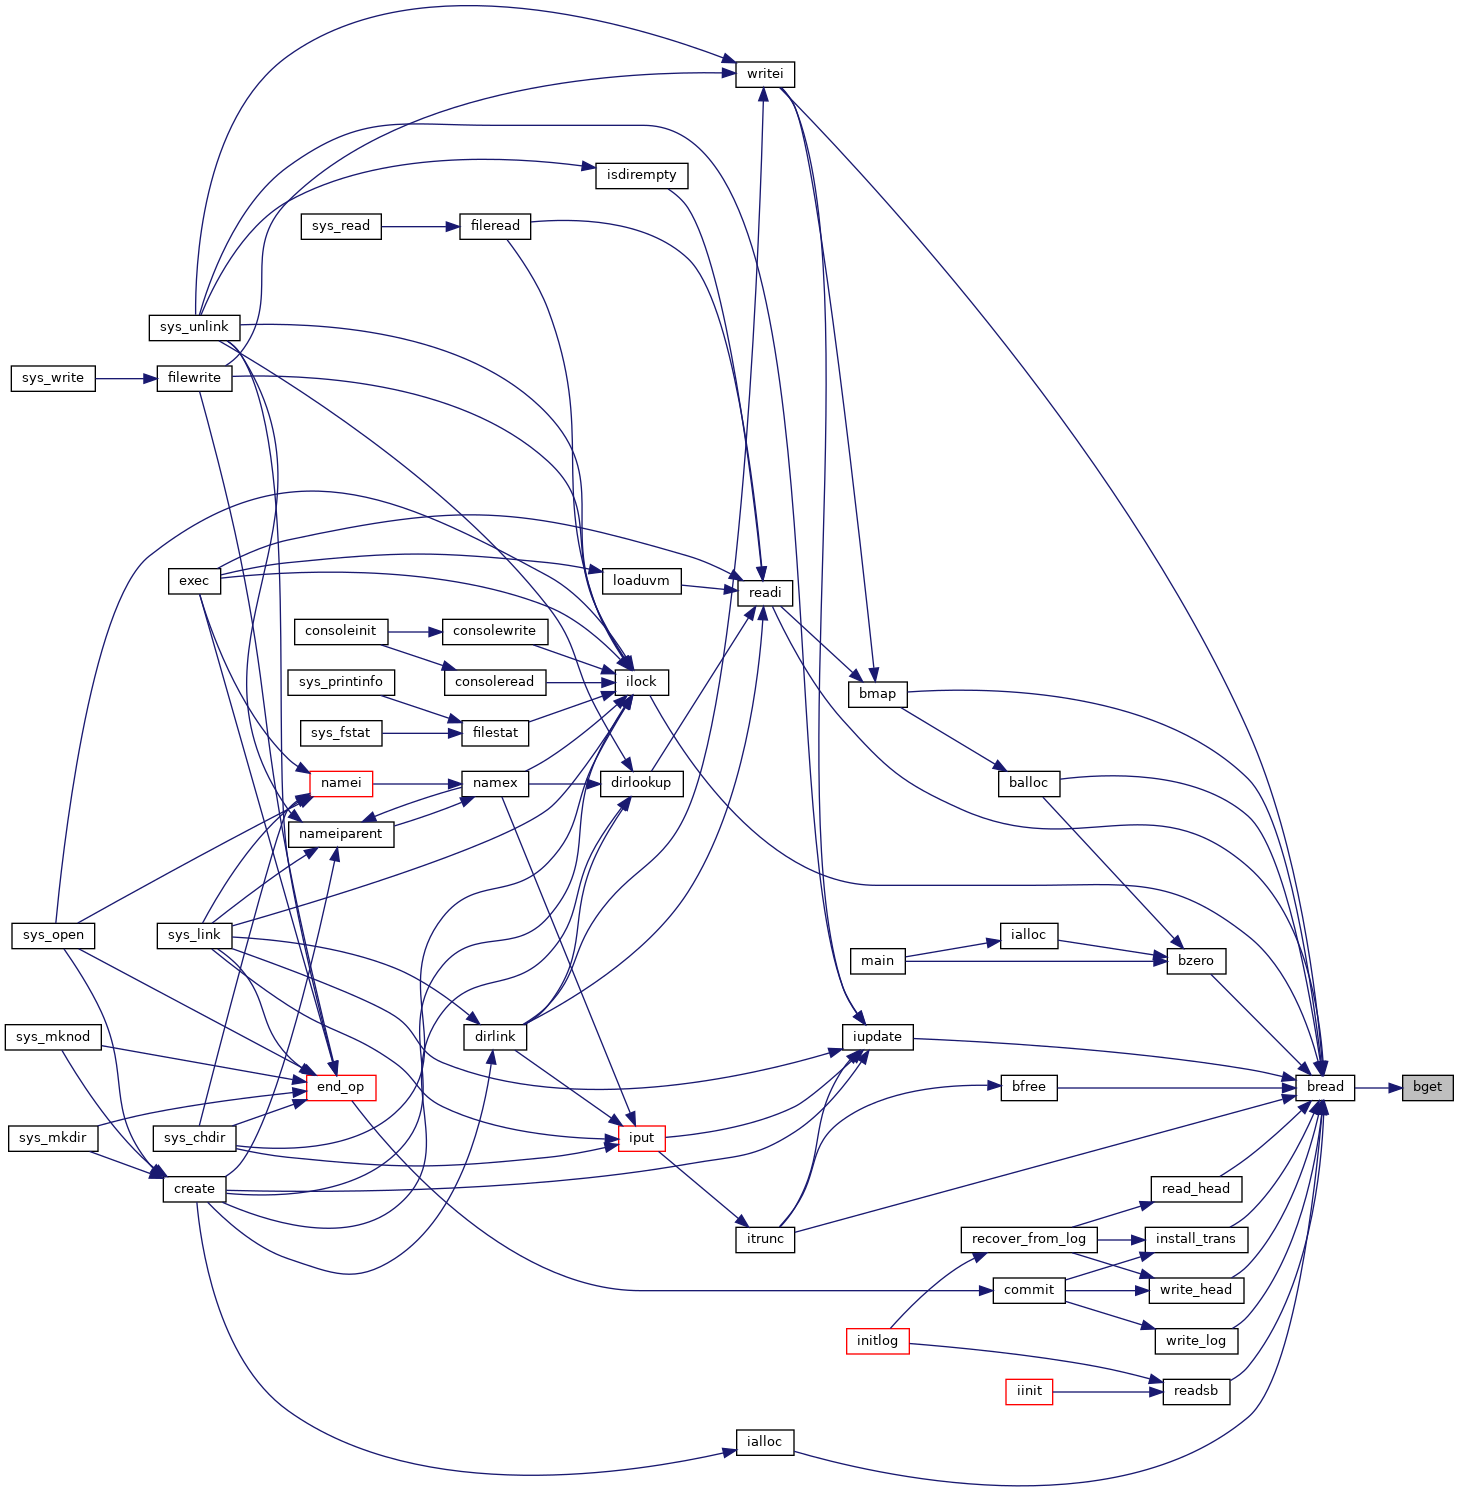 writei
isdirempty
sys_read
fileread
sys_unlink
sys_write
filewrite
exec
loaduvm
readi
consoleinit
consolewrite
sys_printinfo
consoleread
ilock
bmap
sys_fstat
filestat
namei
namex
dirlookup
balloc
nameiparent
sys_open
sys_link
ialloc
main
bzero
sys_mknod
dirlink
iupdate
end_op
bfree
bread
bget
sys_mkdir
sys_chdir
iput
create
read_head
itrunc
recover_from_log
install_trans
commit
write_head
initlog
write_log
iinit
readsb
ialloc